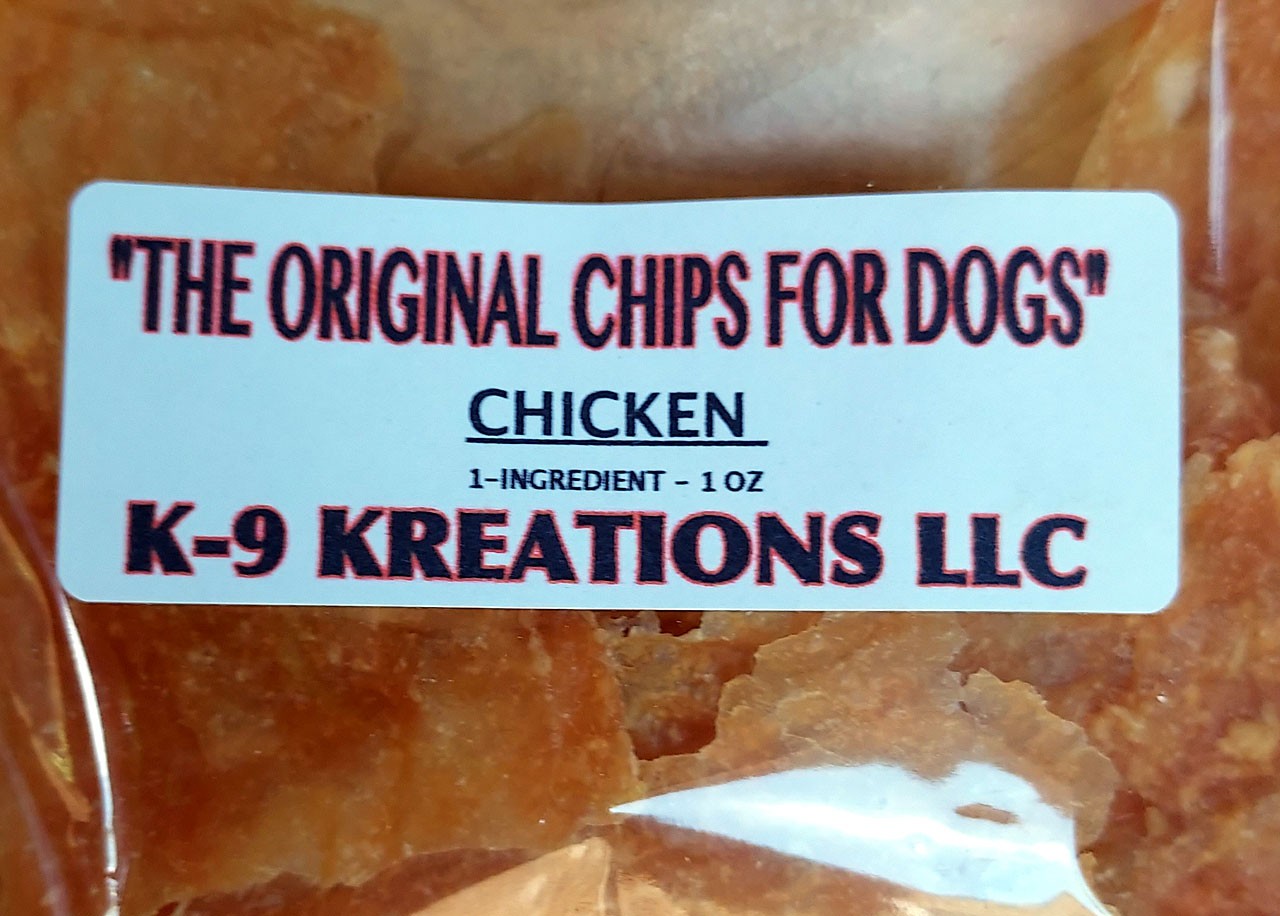 "THE ORIGINAL CHIPS FOR DOGS"
CHICKEN
1-INGREDIENT - 1 OZ
K-9 KREATIONS LLC